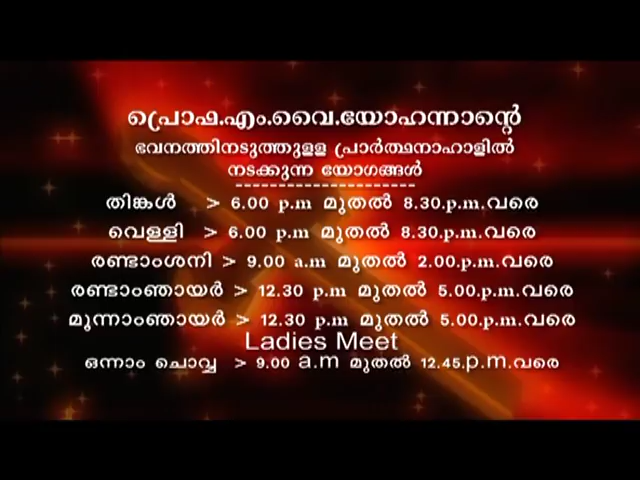 പ്രൊഫ.എം.വൈ.യോഹന്നാന്റെ
ഭവനത്തിനടുത്തുള്ള പ്രാർത്ഥനാഹാളിൽ
നടക്കുന്ന യോഗങ്ങൾ
----------------------
തിങ്കൾ > 6.00 p.m മുതൽ 8.30.p.m.വരെ
വെള്ളി > 6.00 p.m മുതൽ 8.30.p.m.വരെ
രണ്ടാംശനി > 9.00 a.m മുതൽ 2.00.p.m.വരെ
രണ്ടാംഞായർ > 12.30 p.m മുതൽ 5.00.p.m.വരെ
മൂന്നാംഞായർ > 12.30 p.m മുതൽ 5.00.p.m.വരെ
Ladies Meet
ഒന്നാം ചൊവ്വ > 9.00 a.m മുതൽ 12.45.p.m.വരെ